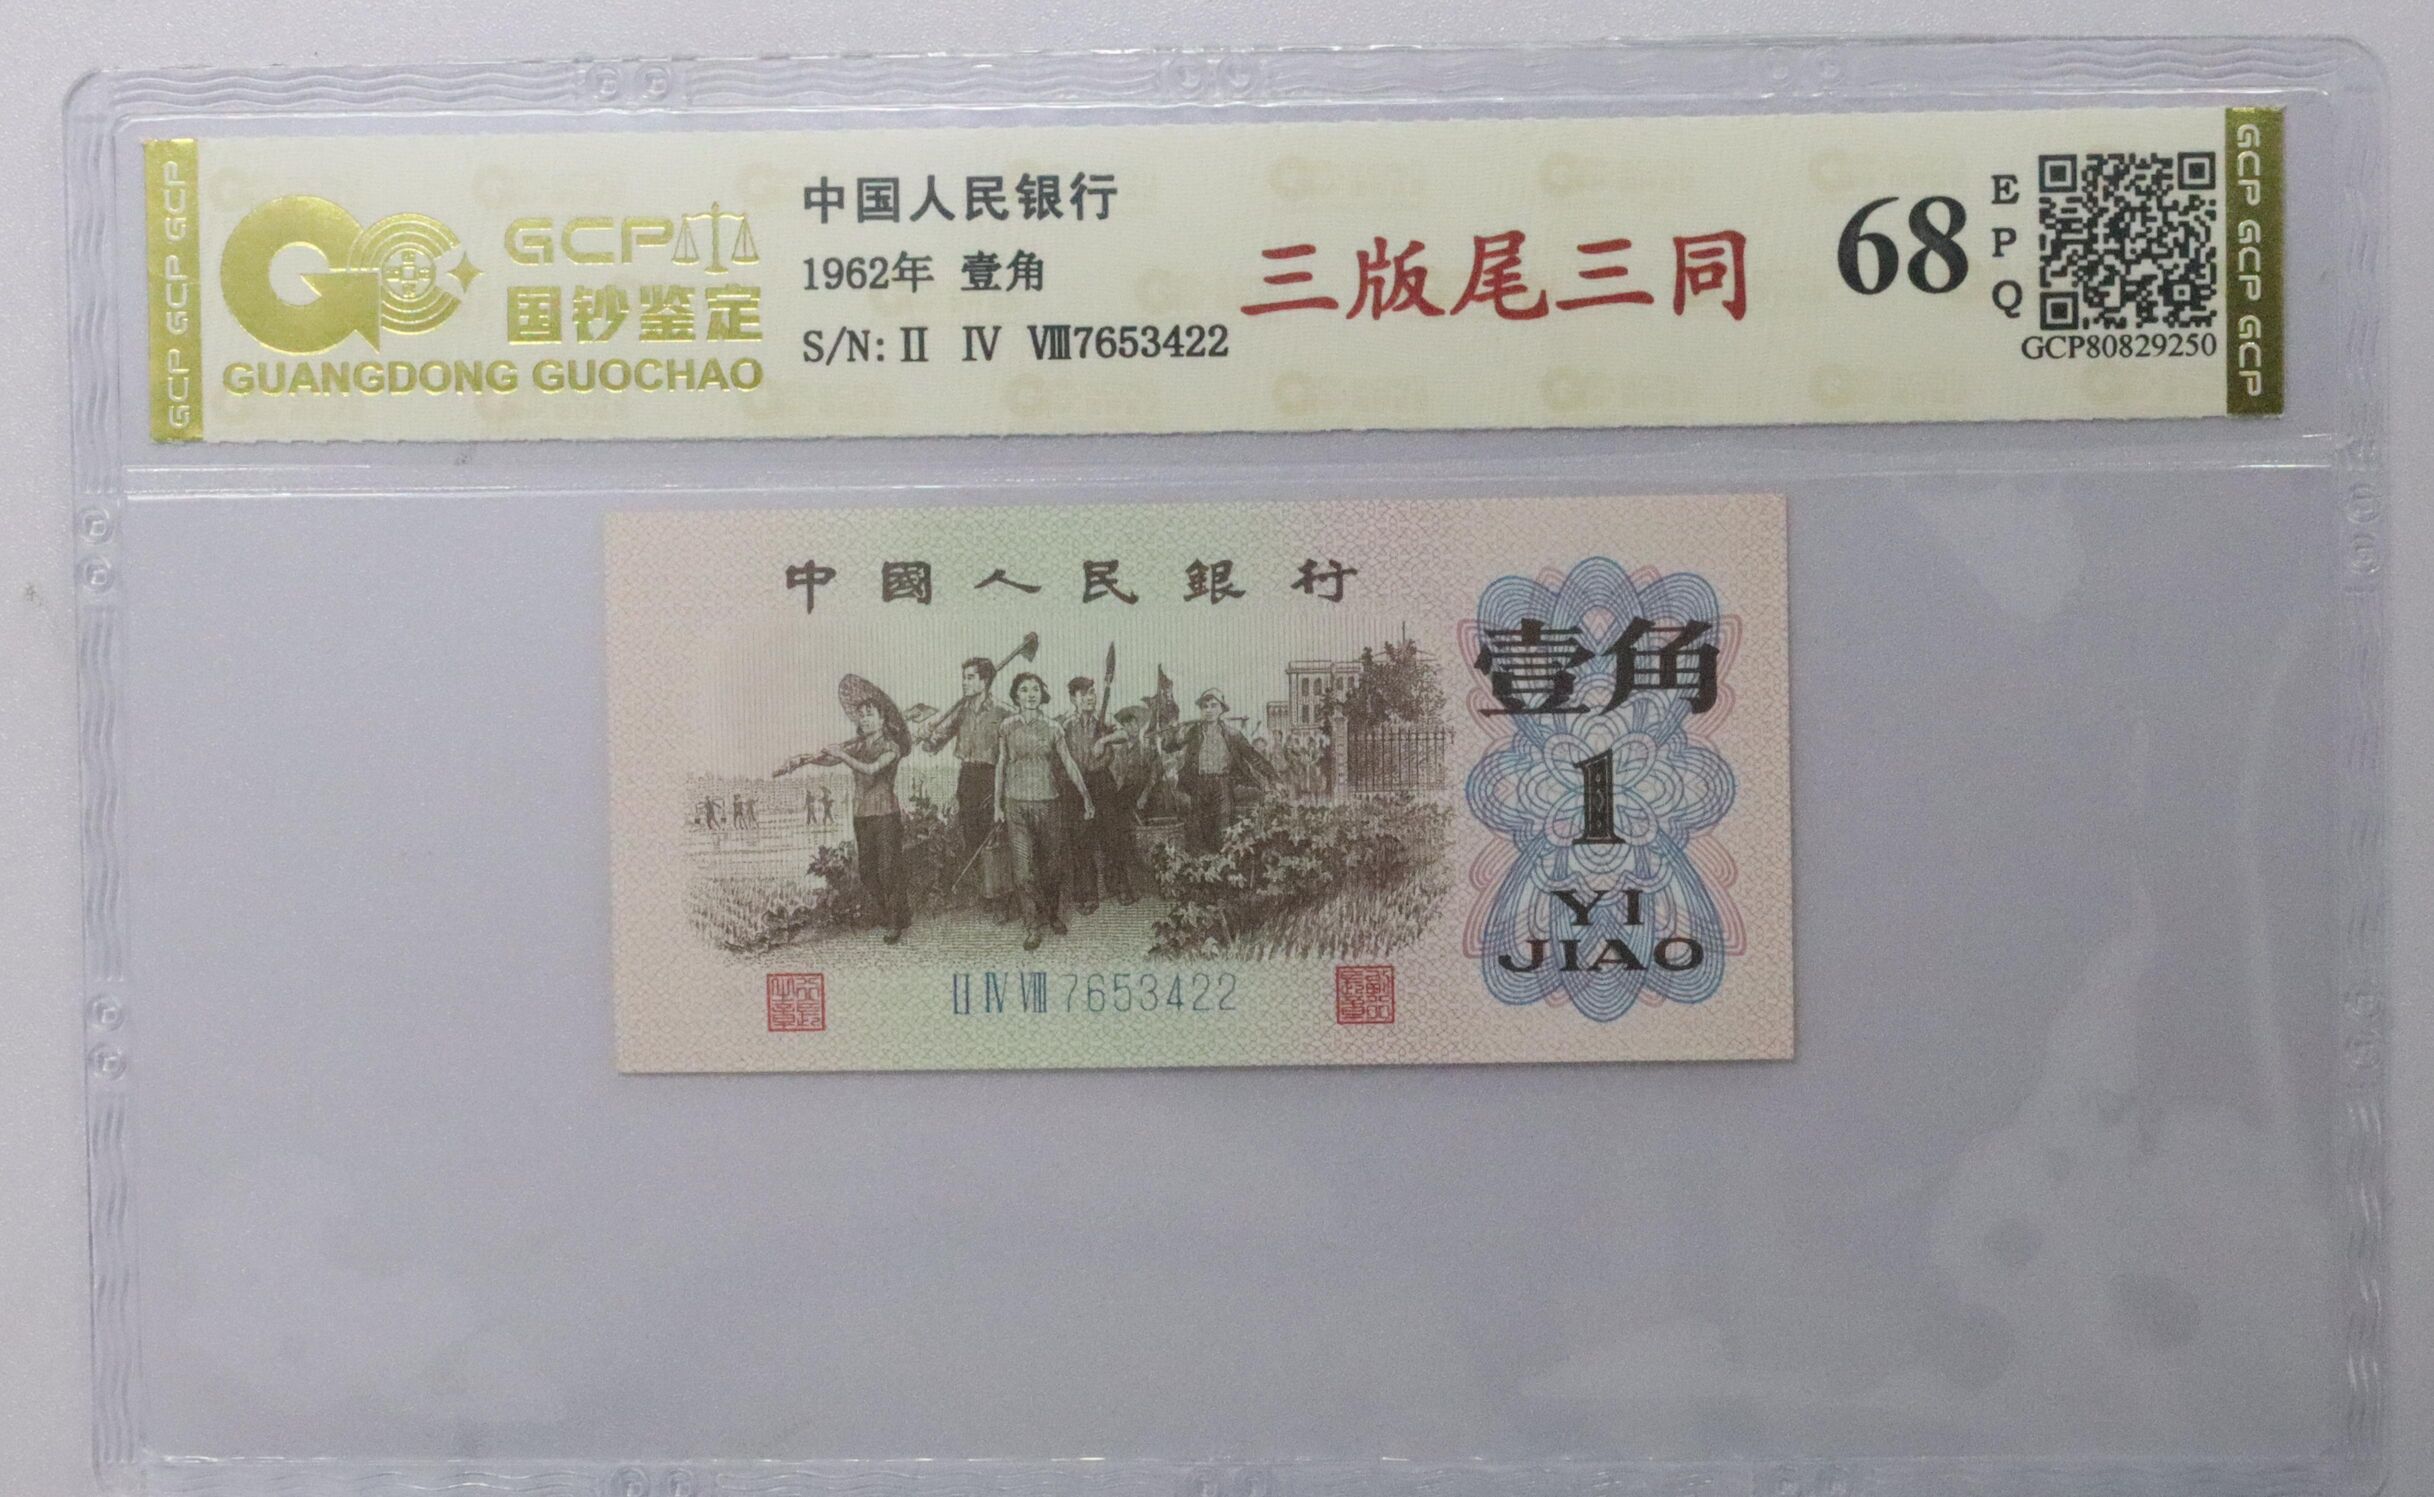 GCP GCP GCP
GCP
国钞鉴定
GUANGDONG GUOCHAO
中国人民银行
1962年 壹角
S/N: II IV VIII7653422
三版尾三同
68
E
P
Q
GCP80829250
GCP GCP GCP
中國人民銀行
壹角
1
YI
JIAO
II IV VIII 7653422